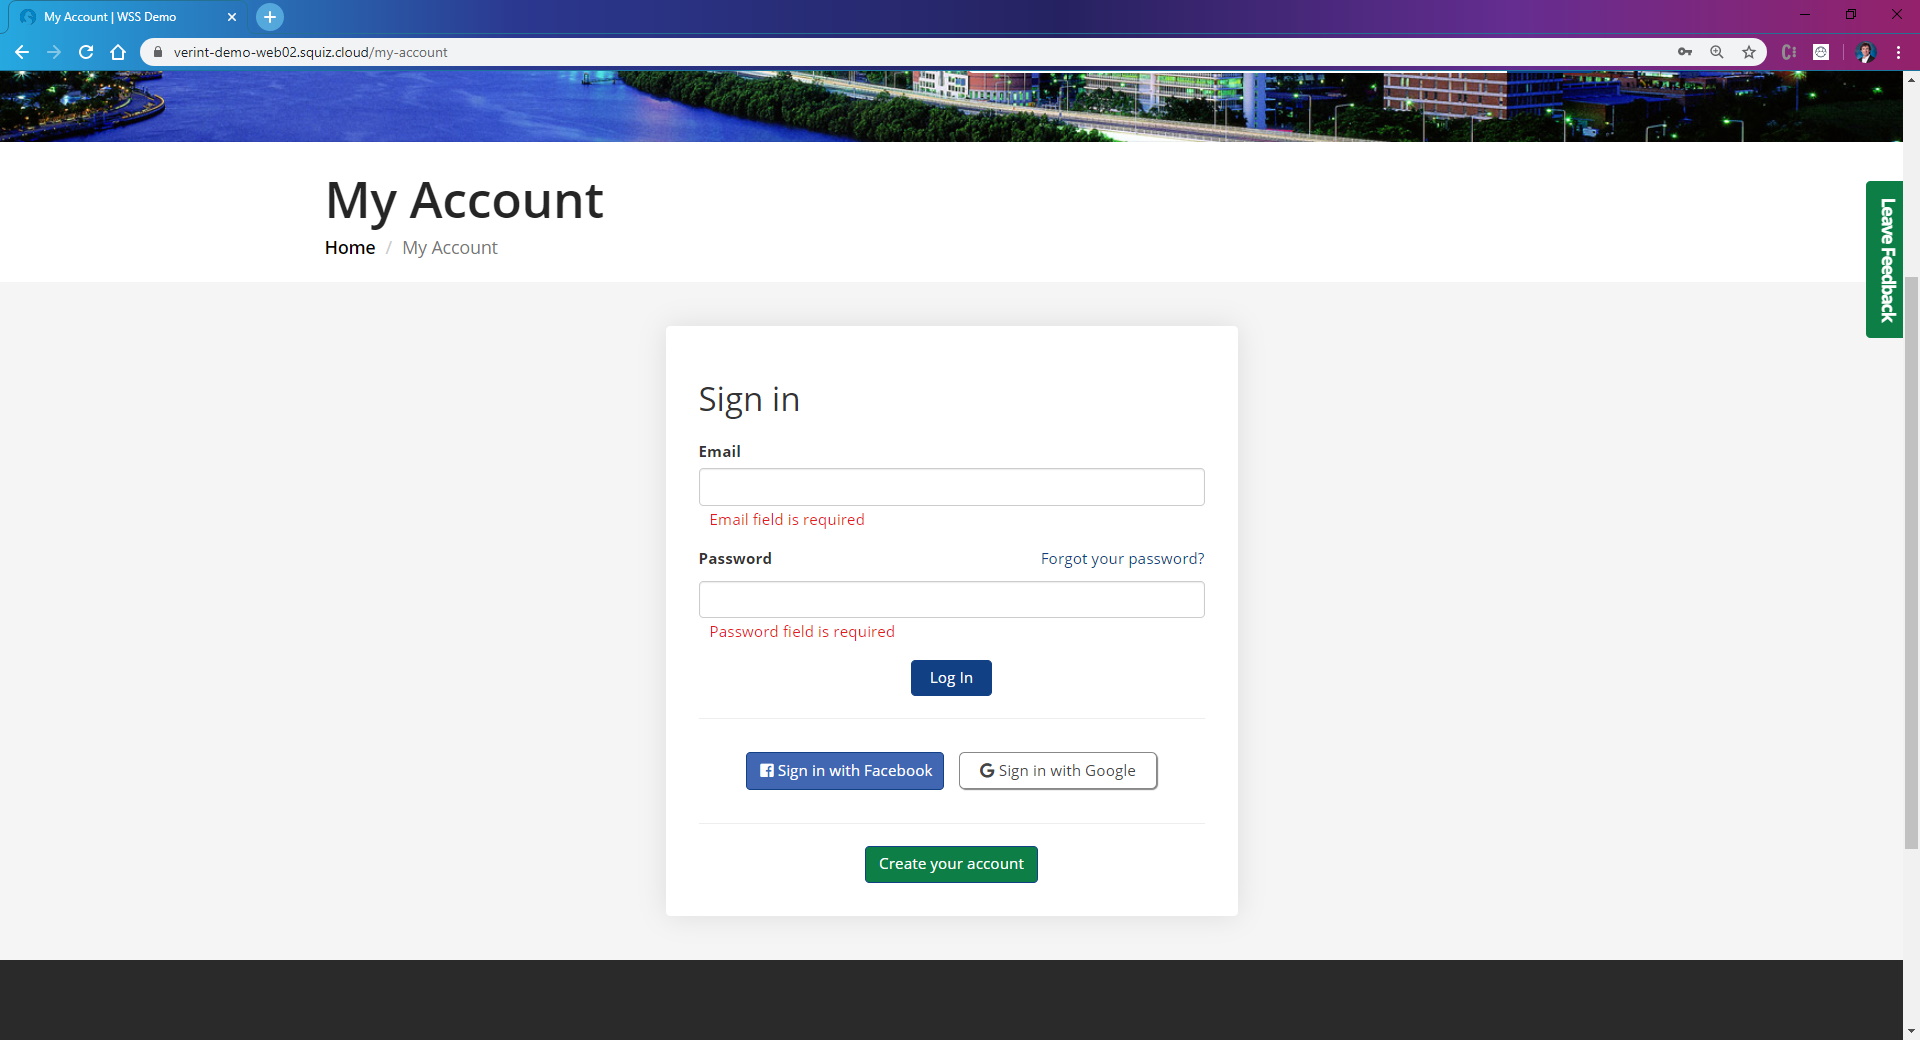 My Account | WSS Demo
verint-demo-web02.squiz.cloud/my-account
My Account
Home / My Account
Leave Feedback
Sign in
Email
Email field is required
Password
Forgot your password?
Password field is required
Log In
Sign in with Facebook
Sign in with Google
Create your account